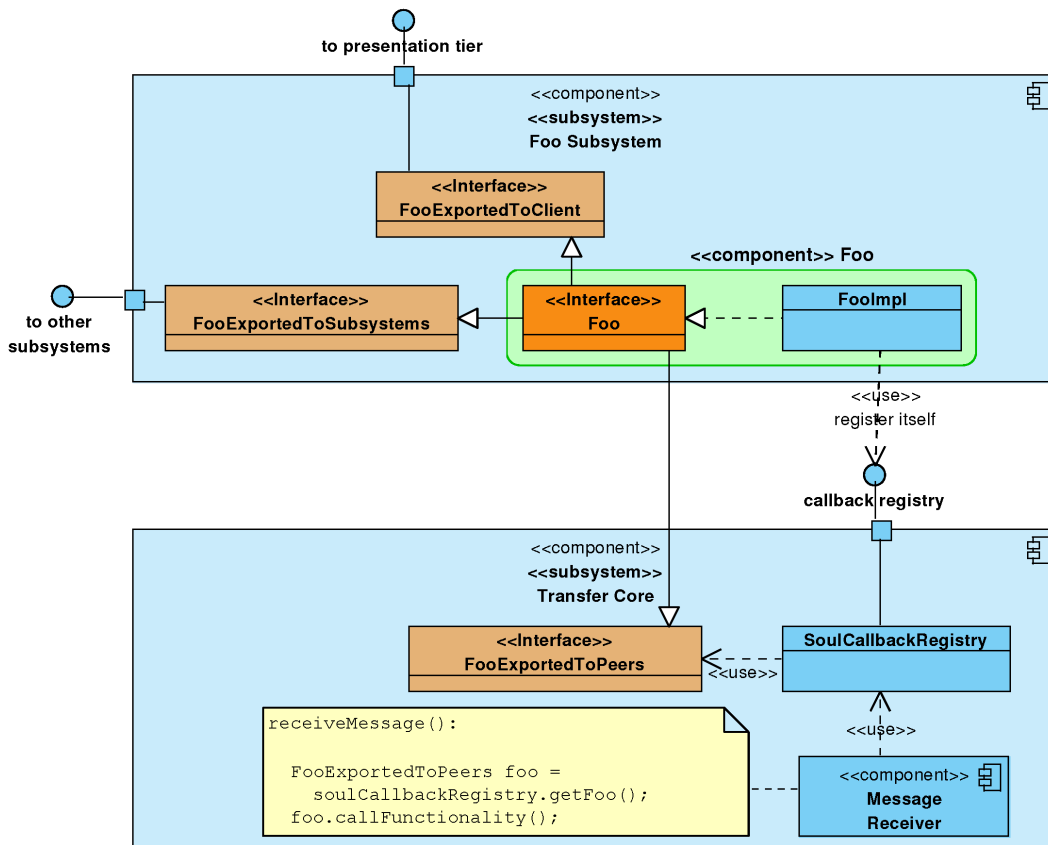 to presentation tier
<<component>>
<<subsystem>>
Foo Subsystem
<<Interface>>
FooExportedToClient
<<component>> Foo
<<Interface>>
FooExportedToSubsystems
<<Interface>>
Foo
FooImpl
to other
subsystems
<<use>>
register itself
callback registry
<<component>>
<<subsystem>>
Transfer Core
<<Interface>>
FooExportedToPeers
SoulCallbackRegistry
<<use>>
receiveMessage():
FooExportedToPeers foo =
soulCallbackRegistry.getFoo();
foo.callFunctionality();
<<use>>
<<component>>
Message
Receiver